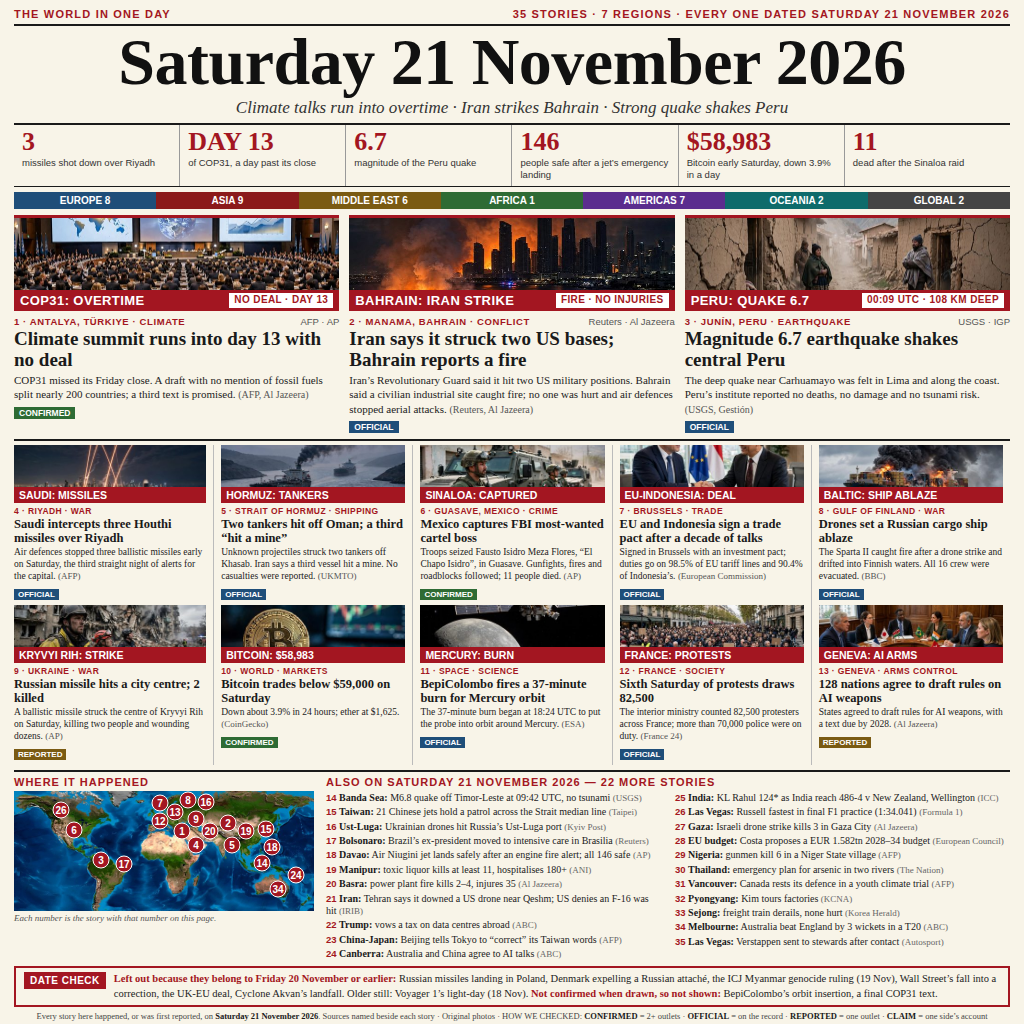 THE WORLD IN ONE DAY
35 STORIES · 7 REGIONS · EVERY ONE DATED SATURDAY 21 NOVEMBER 2026
Saturday 21 November 2026
Climate talks run into overtime · Iran strikes Bahrain · Strong quake shakes Peru
3
missiles shot down over Riyadh
DAY 13
of COP31, a day past its close
6.7
magnitude of the Peru quake
146
people safe after a jet's emergency
landing
$58,983
Bitcoin early Saturday, down 3.9%
in a day
11
dead after the Sinaloa raid
EUROPE 8
ASIA 9
MIDDLE EAST 6
AFRICA 1
AMERICAS 7
OCEANIA 2
GLOBAL 2
COP31: OVERTIME
NO DEAL · DAY 13
1 · ANTALYA, TÜRKIYE · CLIMATE
AFP · AP
Climate summit runs into day 13 with
no deal
COP31 missed its Friday close. A draft with no mention of fossil fuels
split nearly 200 countries; a third text is promised. (AFP, Al Jazeera)
CONFIRMED
BAHRAIN: IRAN STRIKE
FIRE · NO INJURIES
2 · MANAMA, BAHRAIN · CONFLICT
Reuters · Al Jazeera
Iran says it struck two US bases;
Bahrain reports a fire
Iran's Revolutionary Guard said it hit two US military positions. Bahrain
said a civilian industrial site caught fire; no one was hurt and air defences
stopped aerial attacks. (Reuters, Al Jazeera)
OFFICIAL
PERU: QUAKE 6.7
00:09 UTC · 108 KM DEEP
3 · JUNÍN, PERU · EARTHQUAKE
USGS · IGP
Magnitude 6.7 earthquake shakes
central Peru
The deep quake near Carhuamayo was felt in Lima and along the coast.
Peru's institute reported no deaths, no damage and no tsunami risk.
(USGS, Gestión)
OFFICIAL
SAUDI: MISSILES
4 · RIYADH · WAR
Saudi intercepts three Houthi
missiles over Riyadh
Air defences stopped three ballistic missiles early
on Saturday, the third straight night of alerts for
the capital. (AFP)
OFFICIAL
HORMUZ: TANKERS
5 · STRAIT OF HORMUZ · SHIPPING
Two tankers hit off Oman; a third
“hit a mine”
Unknown projectiles struck two tankers off
Khasab. Iran says a third vessel hit a mine. No
casualties were reported. (UKMTO)
OFFICIAL
SINALOA: CAPTURED
6 · GUASAVE, MEXICO · CRIME
Mexico captures FBI most-wanted
cartel boss
Troops seized Fausto Isidro Meza Flores, “El
Chapo Isidro”, in Guasave. Gunfights, fires and
roadblocks followed; 11 people died. (AP)
CONFIRMED
EU-INDONESIA: DEAL
7 · BRUSSELS · TRADE
EU and Indonesia sign a trade
pact after a decade of talks
Signed in Brussels with an investment pact;
duties go on 98.5% of EU tariff lines and 90.4%
of Indonesia's. (European Commission)
OFFICIAL
BALTIC: SHIP ABLAZE
8 · GULF OF FINLAND · WAR
Drones set a Russian cargo ship
ablaze
The Sparta II caught fire after a drone strike and
drifted into Finnish waters. All 16 crew were
evacuated. (BBC)
OFFICIAL
KRYVYI RIH: STRIKE
9 · UKRAINE · WAR
Russian missile hits a city centre; 2
killed
A ballistic missile struck the centre of Kryvyi Rih
on Saturday, killing two people and wounding
dozens. (AP)
REPORTED
BITCOIN: $58,983
10 · WORLD · MARKETS
Bitcoin trades below $59,000 on
Saturday
Down about 3.9% in 24 hours; ether at $1,625.
(CoinGecko)
CONFIRMED
MERCURY: BURN
11 · SPACE · SCIENCE
BepiColombo fires a 37-minute
burn for Mercury orbit
The 37-minute burn began at 18:24 UTC to put
the probe into orbit around Mercury. (ESA)
OFFICIAL
FRANCE: PROTESTS
12 · FRANCE · SOCIETY
Sixth Saturday of protests draws
82,500
The interior ministry counted 82,500 protesters
across France; more than 70,000 police were on
duty. (France 24)
OFFICIAL
GENEVA: AI ARMS
13 · GENEVA · ARMS CONTROL
128 nations agree to draft rules on
AI weapons
States agreed to draft rules for AI weapons, with
a text due by 2028. (Al Jazeera)
REPORTED
WHERE IT HAPPENED
26
6
3
17
7
8
16
13
12
9
1
20
2
19
15
4
5
18
14
24
34
Each number is the story with that number on this page.
ALSO ON SATURDAY 21 NOVEMBER 2026 — 22 MORE STORIES
14 Banda Sea: M6.8 quake off Timor-Leste at 09:42 UTC, no tsunami (USGS)
15 Taiwan: 21 Chinese jets hold a patrol across the Strait median line (Taipei)
16 Ust-Luga: Ukrainian drones hit Russia's Ust-Luga port (Kyiv Post)
17 Bolsonaro: Brazil's ex-president moved to intensive care in Brasilia (Reuters)
18 Davao: Air Niugini jet lands safely after an engine fire alert; all 146 safe (AP)
19 Manipur: toxic liquor kills at least 11, hospitalises 180+ (ANI)
20 Basra: power plant fire kills 2–4, injures 35 (Al Jazeera)
21 Iran: Tehran says it downed a US drone near Qeshm; US denies an F-16 was
hit (IRIB)
22 Trump: vows a tax on data centres abroad (ABC)
23 China-Japan: Beijing tells Tokyo to “correct” its Taiwan words (AFP)
24 Canberra: Australia and China agree to AI talks (ABC)
25 India: KL Rahul 124* as India reach 486-4 v New Zealand, Wellington (ICC)
26 Las Vegas: Russell fastest in final F1 practice (1:34.041) (Formula 1)
27 Gaza: Israeli drone strike kills 3 in Gaza City (Al Jazeera)
28 EU budget: Costa proposes a EUR 1.582tn 2028–34 budget (European Council)
29 Nigeria: gunmen kill 6 in a Niger State village (AFP)
30 Thailand: emergency plan for arsenic in two rivers (The Nation)
31 Vancouver: Canada rests its defence in a youth climate trial (AFP)
32 Pyongyang: Kim tours factories (KCNA)
33 Sejong: freight train derails, none hurt (Korea Herald)
34 Melbourne: Australia beat England by 3 wickets in a T20 (ABC)
35 Las Vegas: Verstappen sent to stewards after contact (Autosport)
DATE CHECK
Left out because they belong to Friday 20 November or earlier: Russian missiles landing in Poland, Denmark expelling a Russian attaché, the ICJ Myanmar genocide ruling (19 Nov), Wall Street's fall into a
correction, the UK-EU deal, Cyclone Akvan's landfall. Older still: Voyager 1's light-day (18 Nov). Not confirmed when drawn, so not shown: BepiColombo's orbit insertion, a final COP31 text.
Every story here happened, or was first reported, on Saturday 21 November 2026. Sources named beside each story · Original photos · HOW WE CHECKED: CONFIRMED = 2+ outlets · OFFICIAL = on the record · REPORTED = one outlet · CLAIM = one side's account